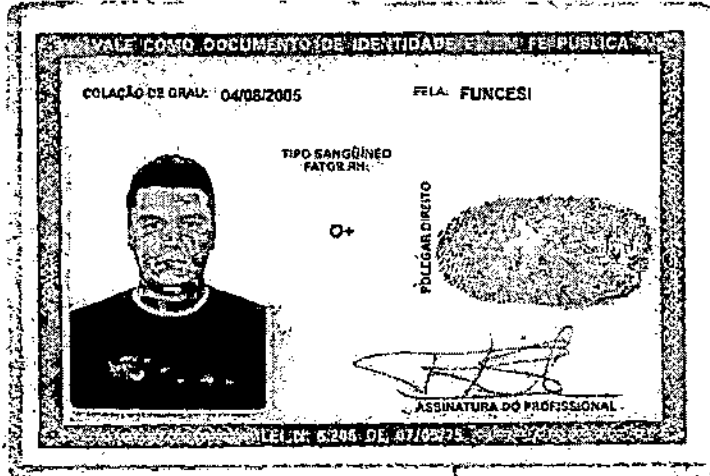 VALE COMO DOCUMENTO DE IDENTIDADE E TEM FÉ PÚBLICA
COLAÇÃO DE GRAU: 04/08/2005
PELA: FUNCESI
TIPO SANGÜÍNEO
FATOR RH:
O+
POLEGAR DIREITO
ASSINATURA DO PROFISSIONAL
LEI Nº 6.206 DE 07/05/75